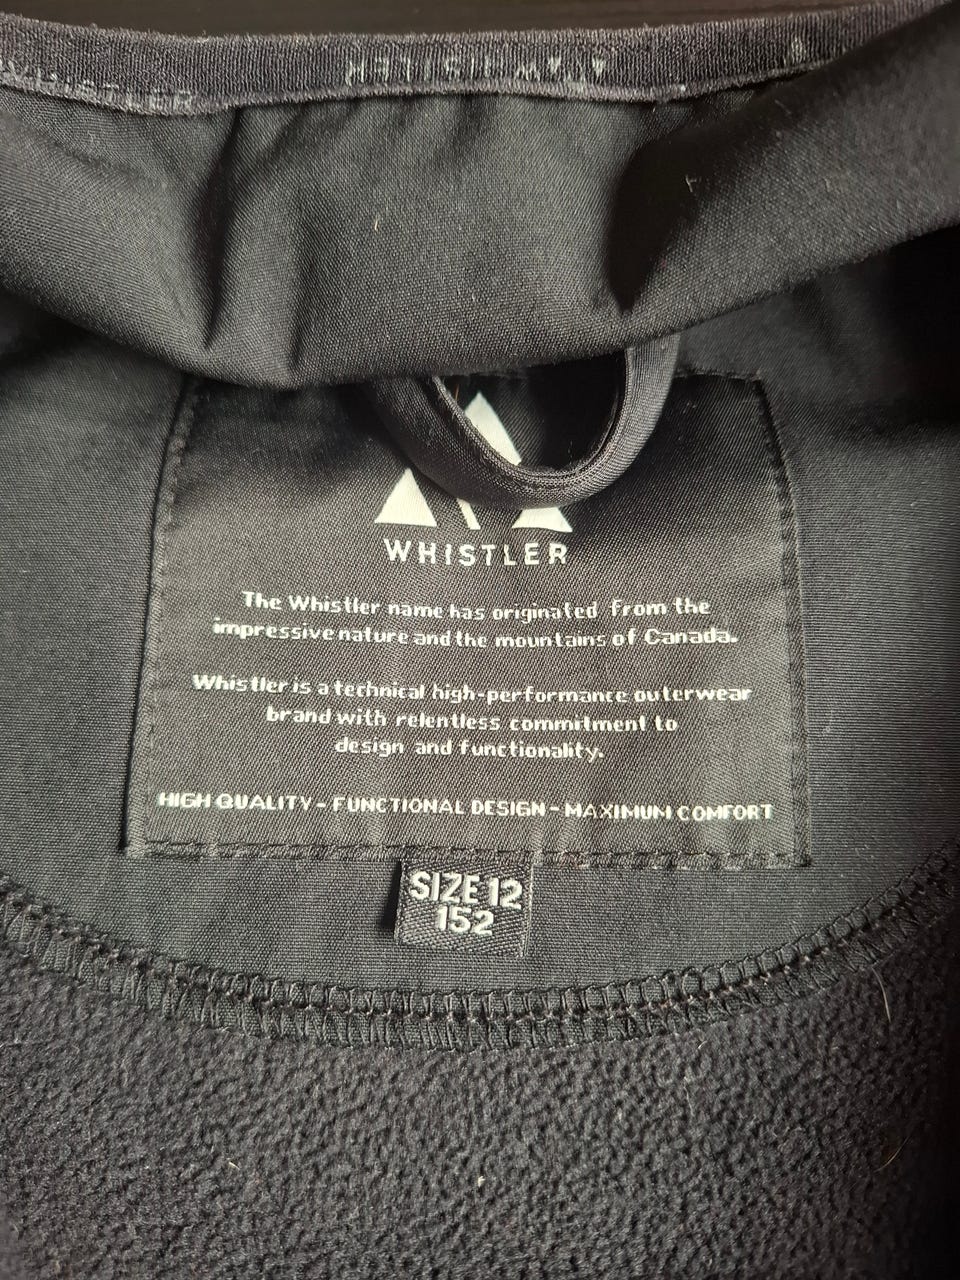 WHISTLER
WHISTLER
WHISTLER
The Whistler name has originated from the
impressive nature and the mountains of Canada.
Whistler is a technical high-performance outerwear
brand with relentless commitment to
design and functionality.
HIGH QUALITY - FUNCTIONAL DESIGN - MAXIMUM COMFORT
SIZE 12
152